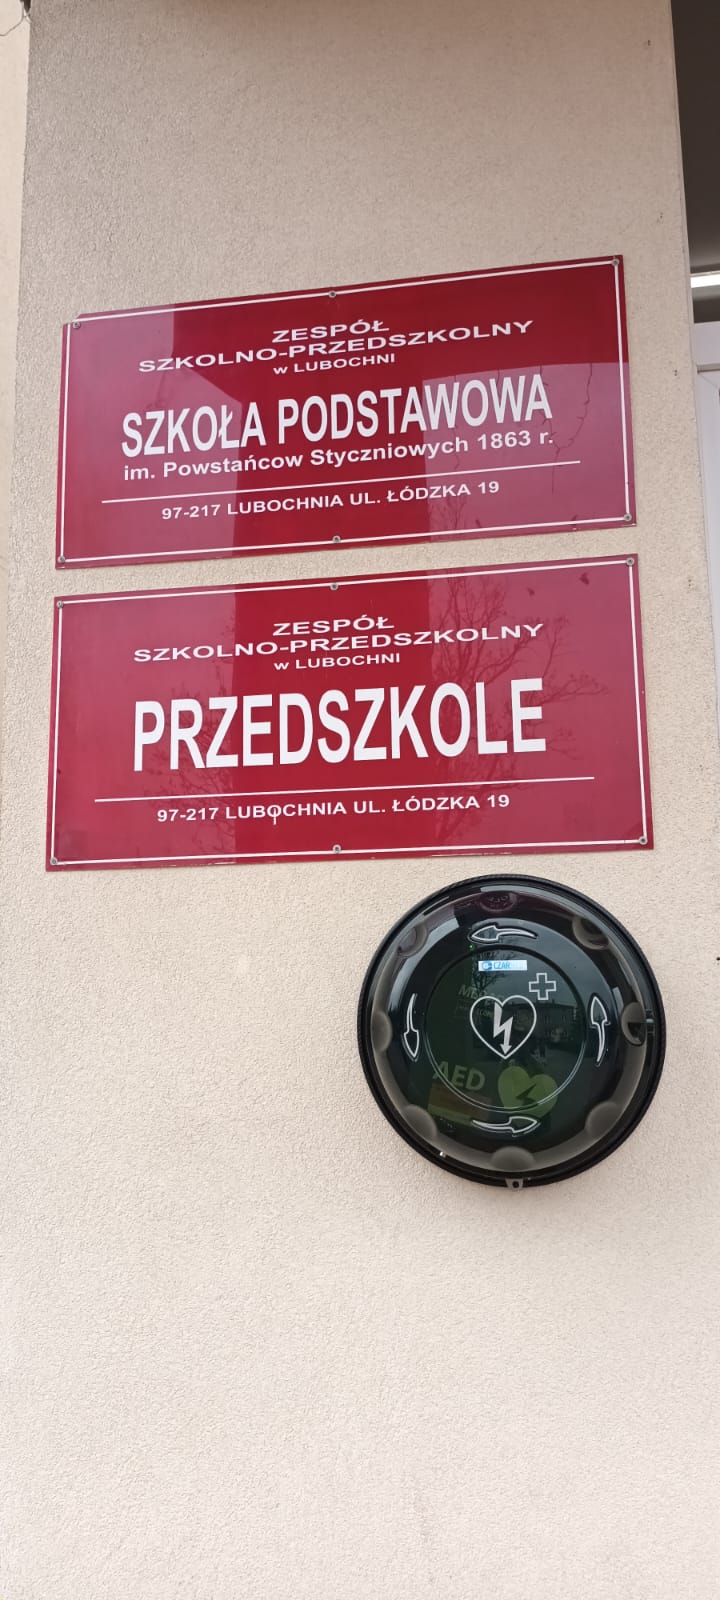 ZESPÓŁ
SZKOLNO-PRZEDSZKOLNY
w LUBOCHNI
SZKOŁA PODSTAWOWA
im. Powstańcow Styczniowych 1863 r.
97-217 LUBOCHNIA UL. ŁÓDZKA 19
ZESPÓŁ
SZKOLNO-PRZEDSZKOLNY
w LUBOCHNI
PRZEDSZKOLE
97-217 LUBOCHNIA UL. ŁÓDZKA 19
AED